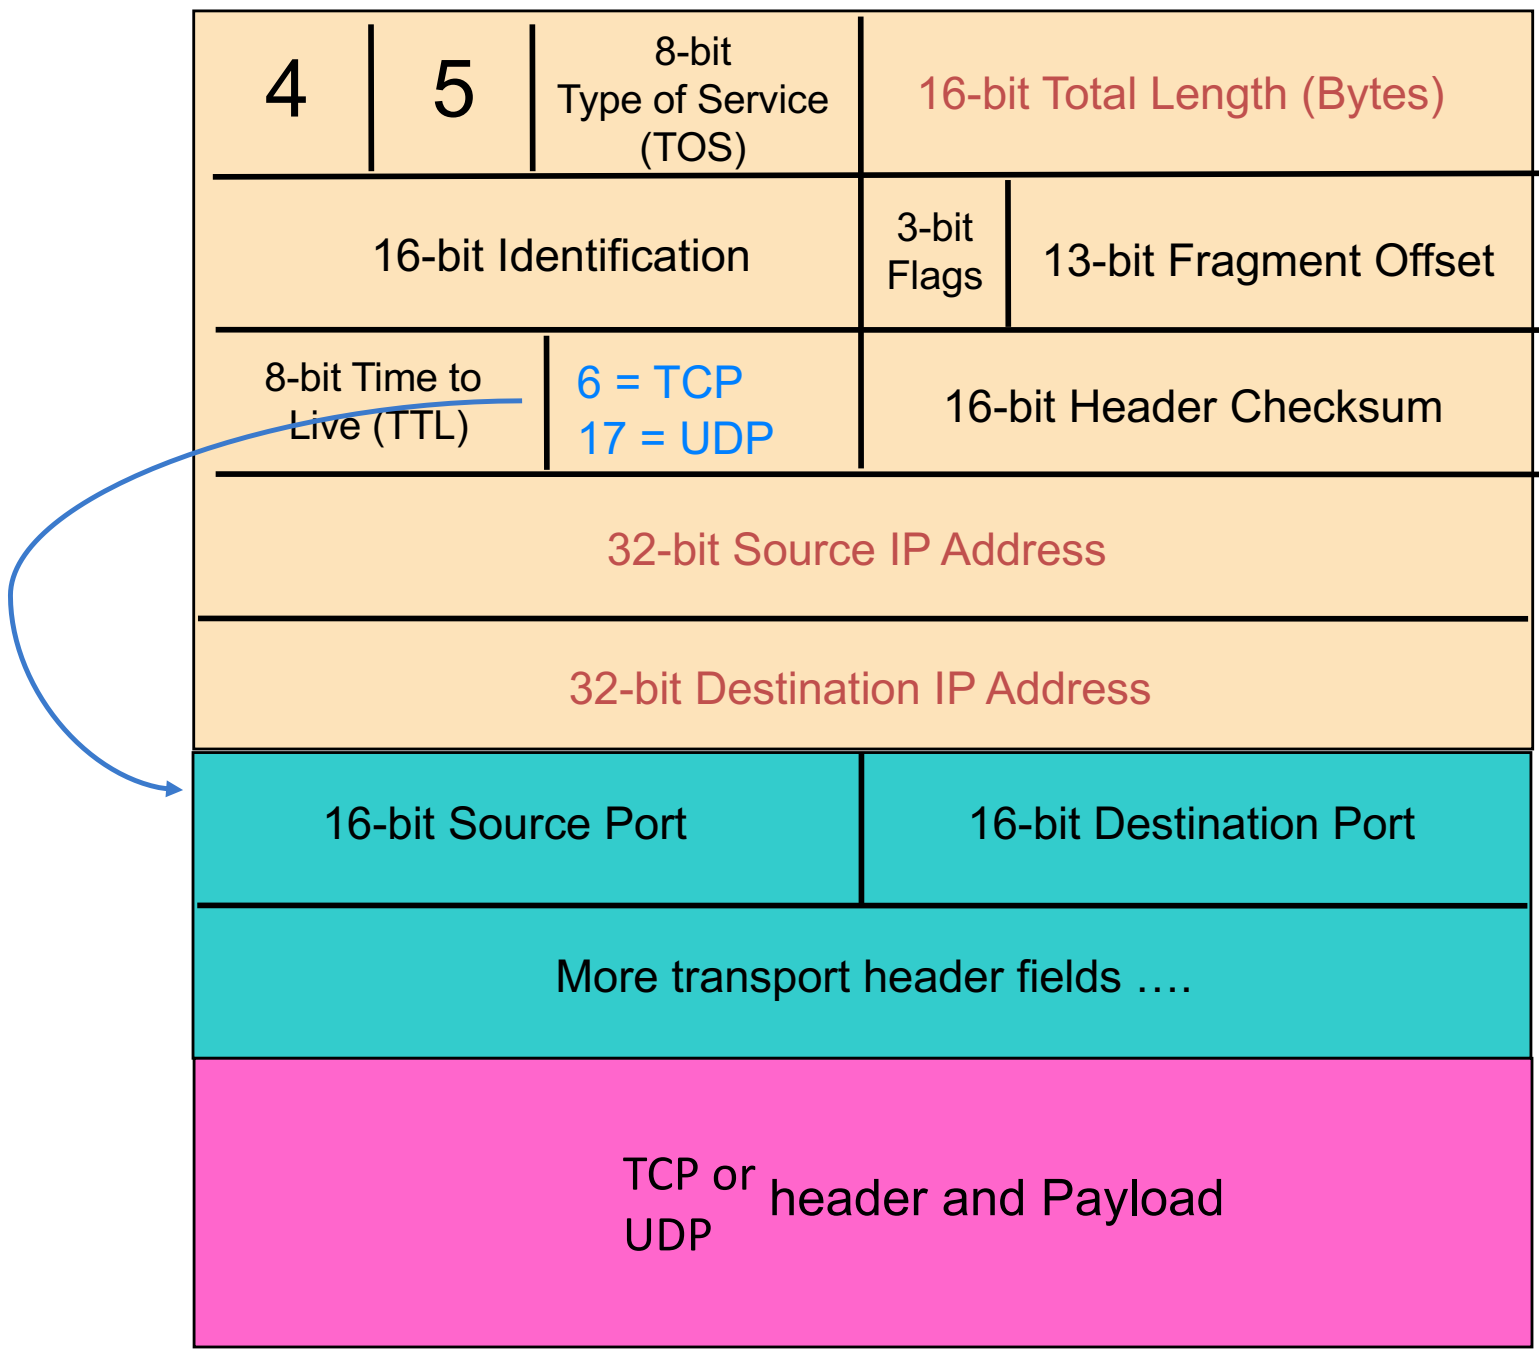 4
5
8-bit
Type of Service
(TOS)
16-bit Total Length (Bytes)
16-bit Identification
3-bit
Flags
13-bit Fragment Offset
8-bit Time to
Live (TTL)
6 = TCP
17 = UDP
16-bit Header Checksum
32-bit Source IP Address
32-bit Destination IP Address
16-bit Source Port
16-bit Destination Port
More transport header fields ….
TCP or
UDP
header and Payload